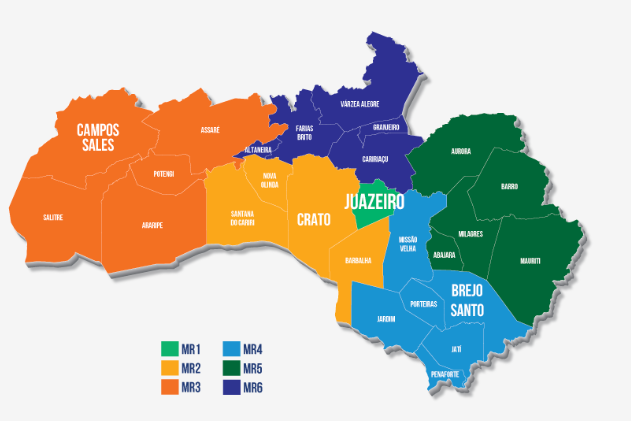 VÁRZEA ALEGRE
CAMPOS
SALES
ASSARÉ
FARIAS
BRITO
GRANJEIRO
ALTANEIRA
AURORA
CARIRIAÇU
POTENGI
NOVA
OLINDA
BARRO
JUAZEIRO
SALITRE
ARARIPE
SANTANA
DO CARIRI
CRATO
MISSÃO
VELHA
MILAGRES
ABAIARA
BARBALHA
MAURITI
BREJO
SANTO
PORTEIRAS
JARDIM
JATÍ
PENAFORTE
MR1
MR4
MR2
MR5
MR3
MR6